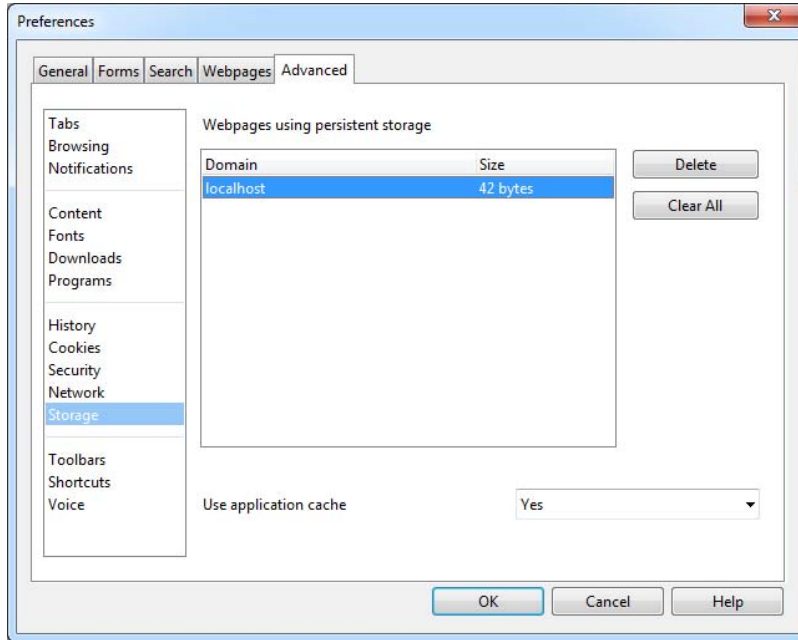 Preferences
General Forms Search Webpages Advanced
Tabs
Browsing
Notifications
Content
Fonts
Downloads
Programs
History
Cookies
Security
Network
Storage
Toolbars
Shortcuts
Voice
Webpages using persistent storage
Domain Size
localhost 42 bytes
Delete
Clear All
Use application cache Yes
OK Cancel Help